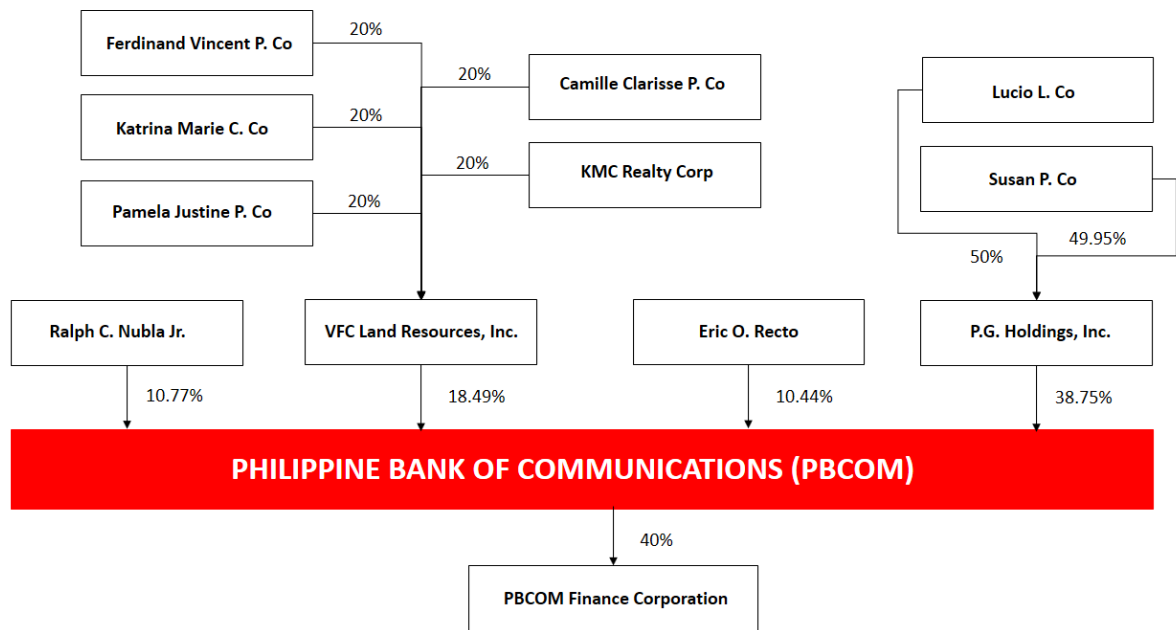 Ferdinand Vincent P. Co
20%
20%
Camille Clarisse P. Co
Lucio L. Co
Katrina Marie C. Co
20%
20%
KMC Realty Corp
Susan P. Co
Pamela Justine P. Co
20%
49.95%
50%
Ralph C. Nubla Jr.
VFC Land Resources, Inc.
Eric O. Recto
P.G. Holdings, Inc.
10.77%
18.49%
10.44%
38.75%
PHILIPPINE BANK OF COMMUNICATIONS (PBCOM)
40%
PBCOM Finance Corporation